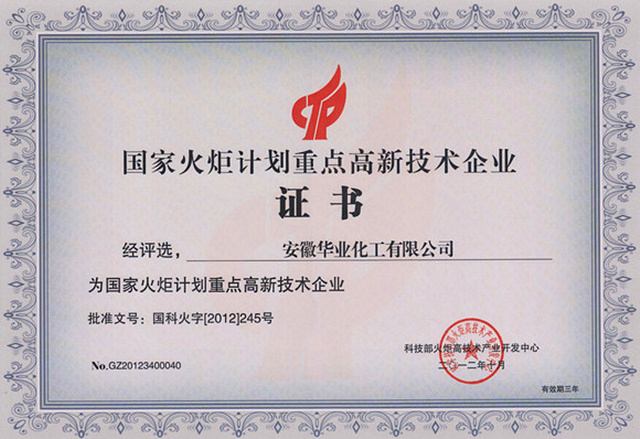 CTP
国家火炬计划重点高新技术企业
证书
经评选，安徽华业化工有限公司
为国家火炬计划重点高新技术企业
批准文号：国科火字[2012]245号
科技部火炬高技术产业开发中心
No.GZ20123400040
二〇一二年十月
有效期三年